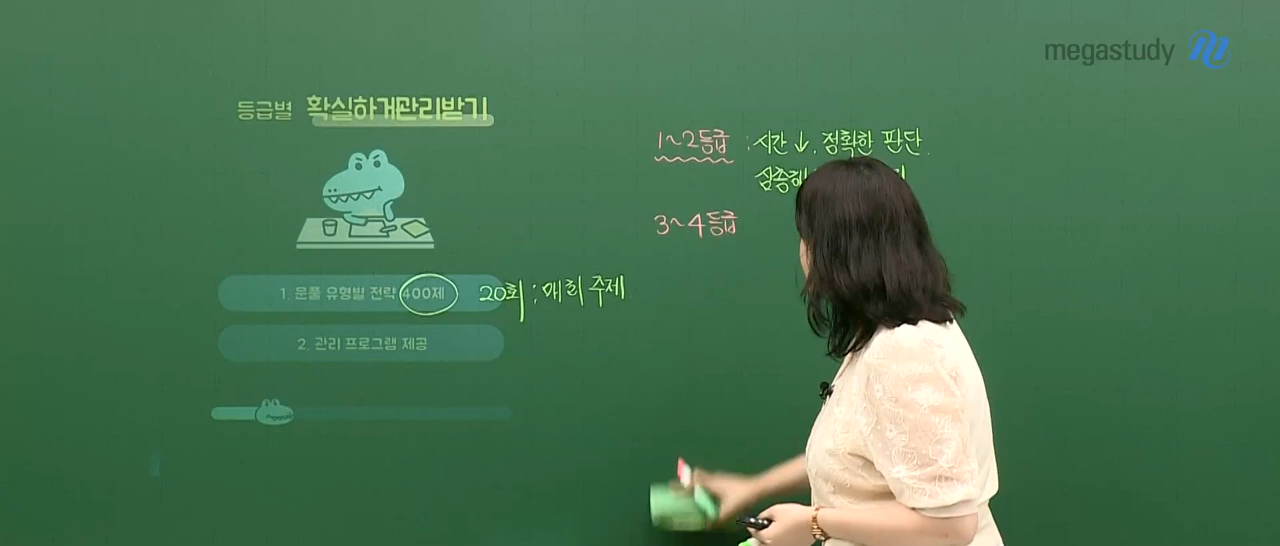 megastudy
등급별 확실하게관리받기
1. 문풀 유형별 전략 400제
20회 : 매회 주제
2. 관리 프로그램 제공
1~2등급 : 시간↓, 정확한 판단.
3~4등급